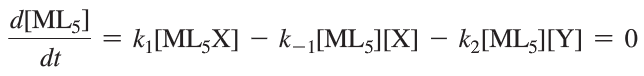 d[ML₅]/dt = k₁[ML₅X] − k₋₁[ML₅][X] − k₂[ML₅][Y] = 0